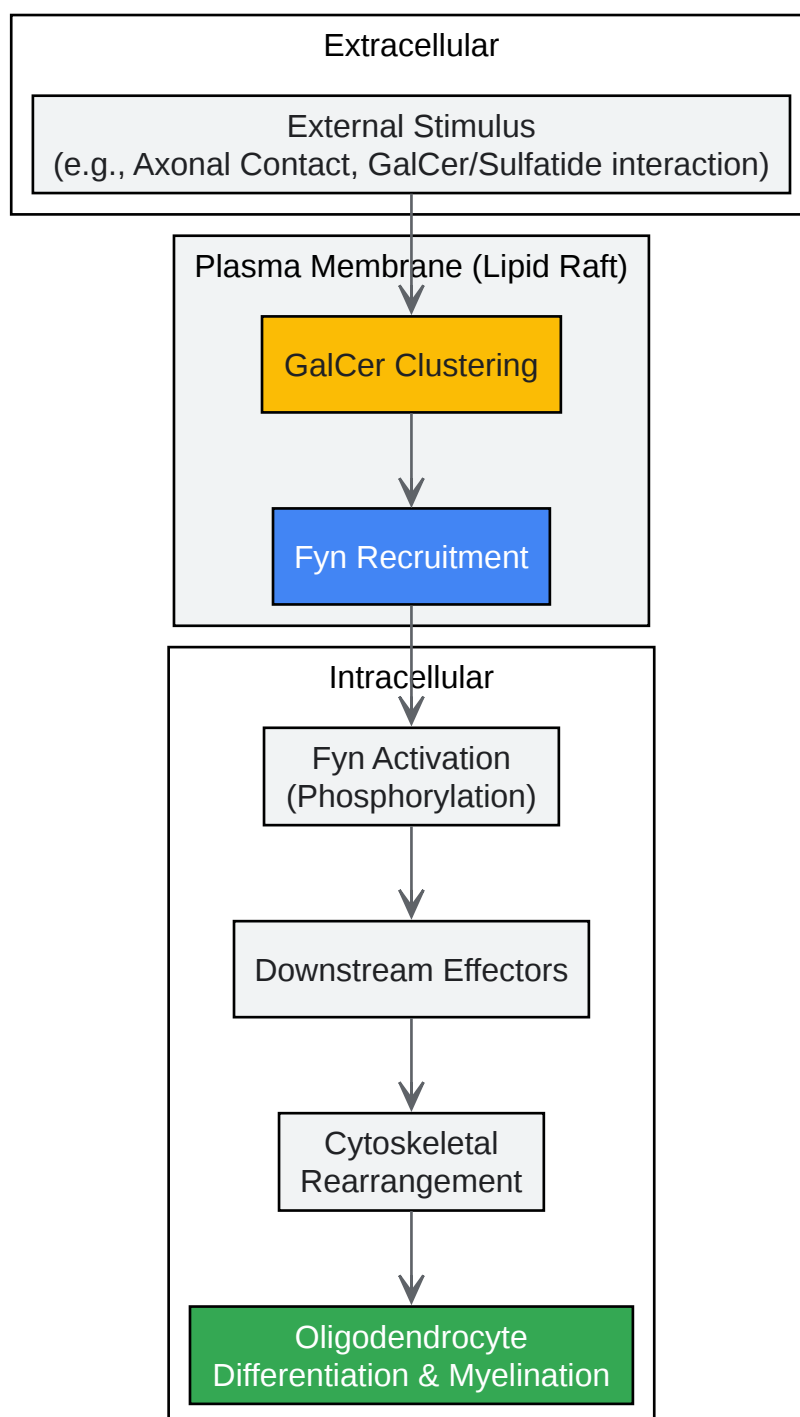 Extracellular
External Stimulus
(e.g., Axonal Contact, GalCer/Sulfatide interaction)
Plasma Membrane (Lipid Raft)
GalCer Clustering
Fyn Recruitment
Intracellular
Fyn Activation
(Phosphorylation)
Downstream Effectors
Cytoskeletal
Rearrangement
Oligodendrocyte
Differentiation & Myelination